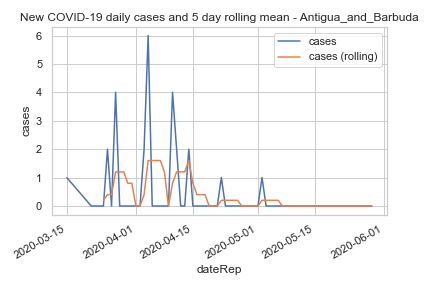 New COVID-19 daily cases and 5 day rolling mean - Antigua_and_Barbuda
cases
cases (rolling)
6
5
4
3
2
1
0
cases
2020-03-15
2020-04-01
2020-04-15
2020-05-01
2020-05-15
2020-06-01
dateRep